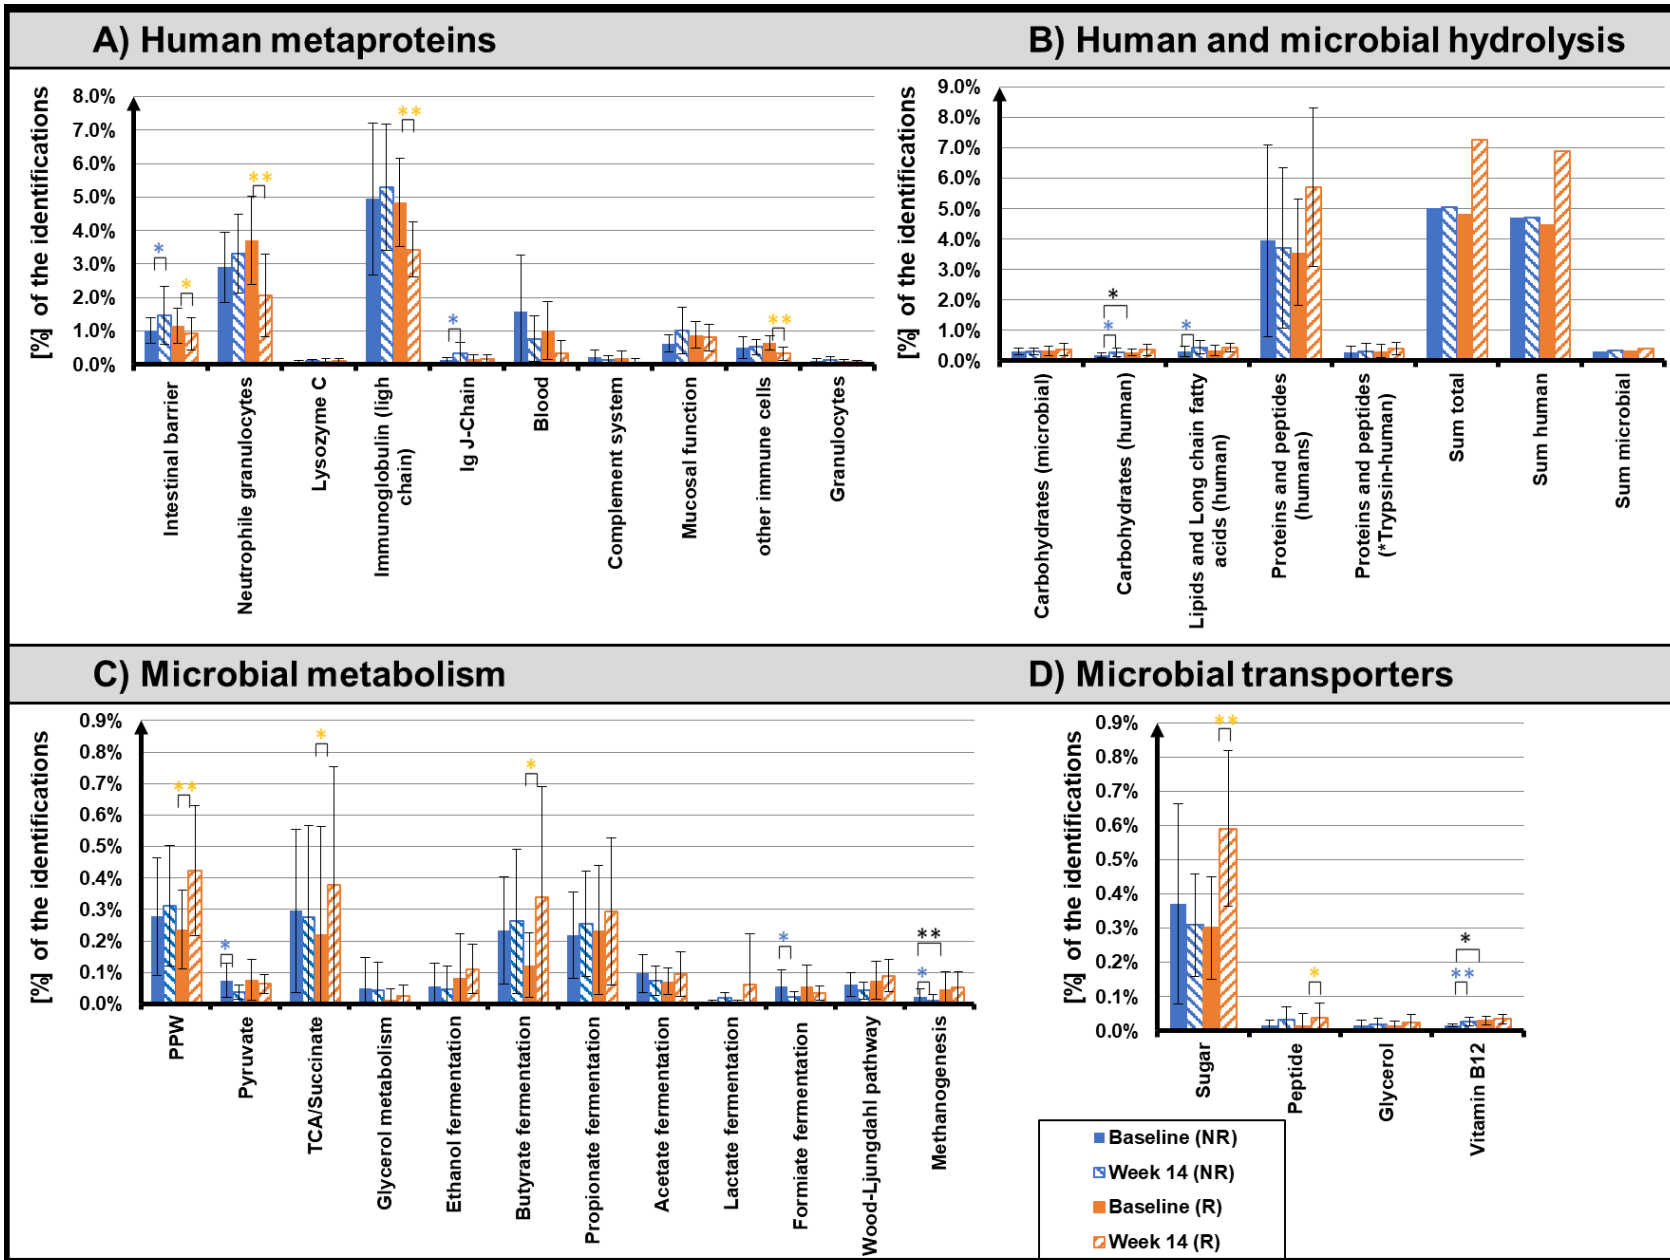 A) Human metaproteins
B) Human and microbial hydrolysis
[%] of the identifications
8.0%
7.0%
6.0%
5.0%
4.0%
3.0%
2.0%
1.0%
0.0%
*
*
**
**
*
**
Intestinal barrier
Neutrophile granulocytes
Lysozyme C
Immunoglobulin (ligh
chain)
Ig J-Chain
Blood
Complement system
Mucosal function
other immune cells
Granulocytes
[%] of the identifications
9.0%
8.0%
7.0%
6.0%
5.0%
4.0%
3.0%
2.0%
1.0%
0.0%
*
*
*
Carbohydrates (microbial)
Carbohydrates (human)
Lipids and Long chain fatty
acids (human)
Proteins and peptides
(humans)
Proteins and peptides
(*Trypsin-human)
Sum total
Sum human
Sum microbial
C) Microbial metabolism
D) Microbial transporters
[%] of the identifications
0.9%
0.8%
0.7%
0.6%
0.5%
0.4%
0.3%
0.2%
0.1%
0.0%
**
*
*
*
*
**
*
PPW
Pyruvate
TCA/Succinate
Glycerol metabolism
Ethanol fermentation
Butyrate fermentation
Propionate fermentation
Acetate fermentation
Lactate fermentation
Formiate fermentation
Wood-Ljungdahl pathway
Methanogenesis
[%] of the identifications
0.9%
0.8%
0.7%
0.6%
0.5%
0.4%
0.3%
0.2%
0.1%
0.0%
**
*
*
**
Sugar
Peptide
Glycerol
Vitamin B12
Baseline (NR)
Week 14 (NR)
Baseline (R)
Week 14 (R)